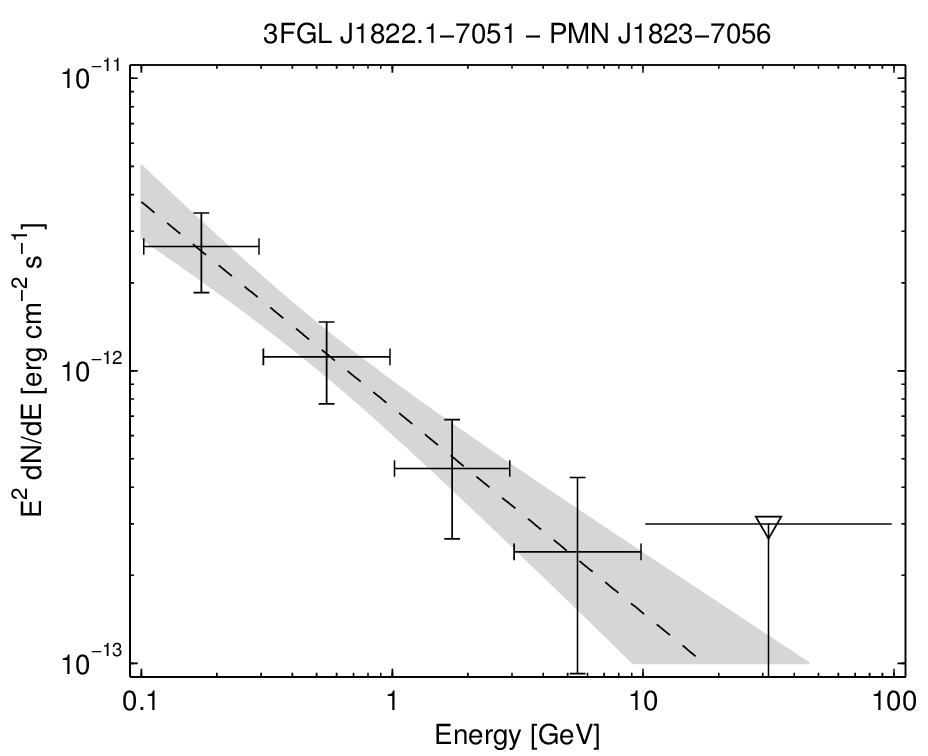 3FGL J1822.1−7051 − PMN J1823−7056
10⁻¹¹
10⁻¹²
10⁻¹³
E² dN/dE [erg cm⁻² s⁻¹]
0.1 1 10 100
Energy [GeV]